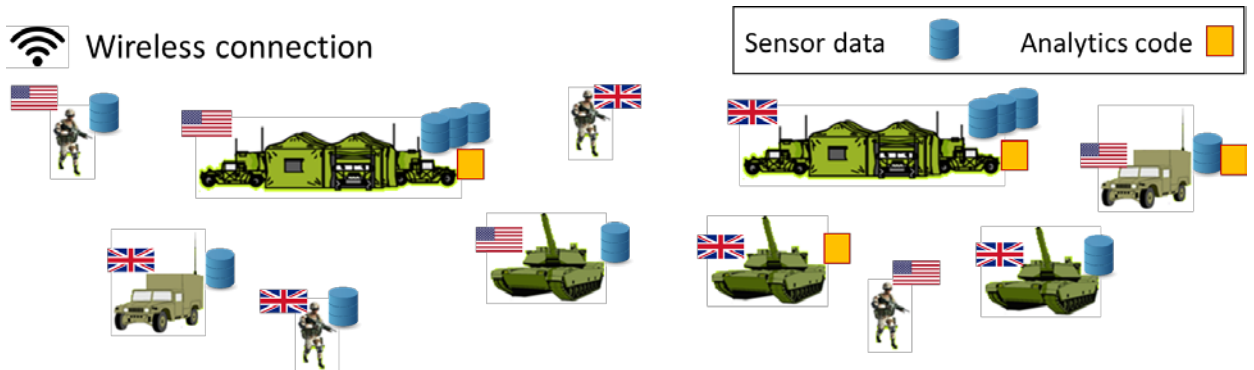 Wireless connection
Sensor data
Analytics code